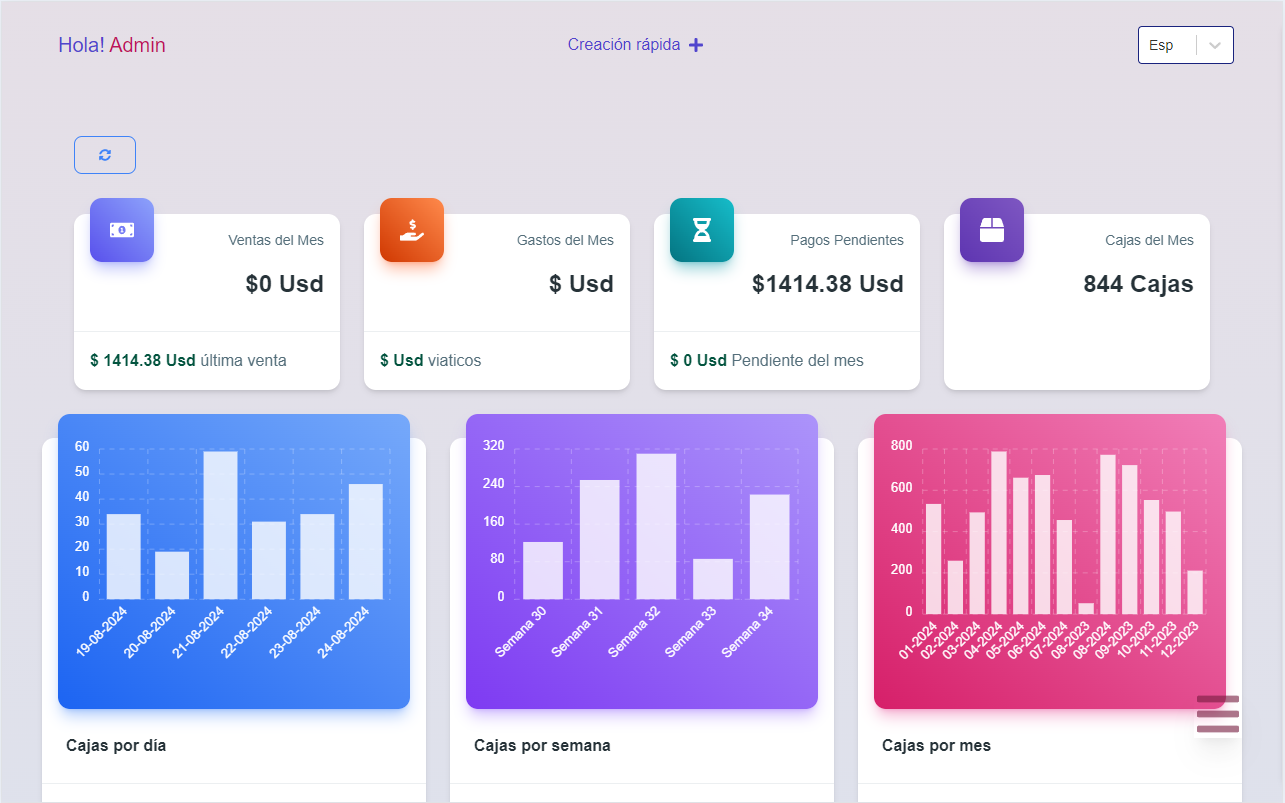 Hola! Admin
Creación rápida
Esp
Ventas del Mes
$0 Usd
$ 1414.38 Usd última venta
Gastos del Mes
$ Usd
$ Usd viaticos
Pagos Pendientes
$1414.38 Usd
$ 0 Usd Pendiente del mes
Cajas del Mes
844 Cajas
60
50
40
30
20
10
0
19-08-2024
20-08-2024
21-08-2024
22-08-2024
23-08-2024
24-08-2024
Cajas por día
320
240
160
80
0
Semana 30
Semana 31
Semana 32
Semana 33
Semana 34
Cajas por semana
800
600
400
200
0
01-2024
02-2024
03-2024
04-2024
05-2024
06-2024
07-2024
08-2023
08-2024
09-2023
10-2023
11-2023
12-2023
Cajas por mes